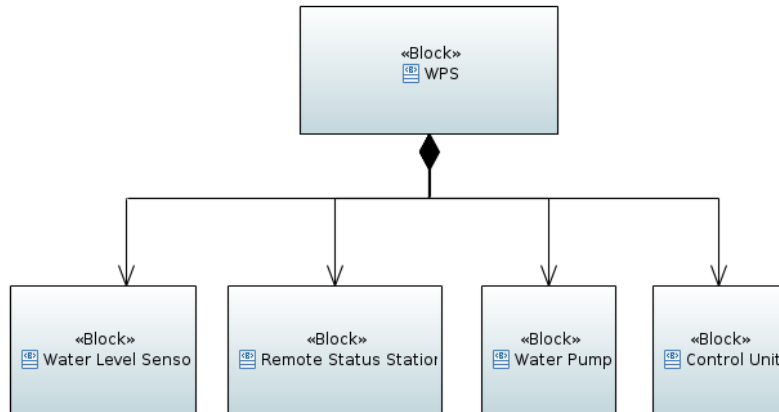 «Block»
WPS
«Block»
Water Level Senso
«Block»
Remote Status Station
«Block»
Water Pump
«Block»
Control Unit